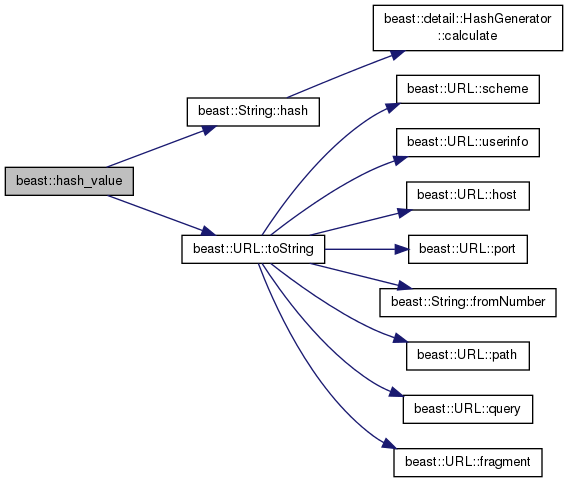 beast::detail::HashGenerator
::calculate
beast::URL::scheme
beast::String::hash
beast::URL::userinfo
beast::hash_value
beast::URL::host
beast::URL::toString
beast::URL::port
beast::String::fromNumber
beast::URL::path
beast::URL::query
beast::URL::fragment